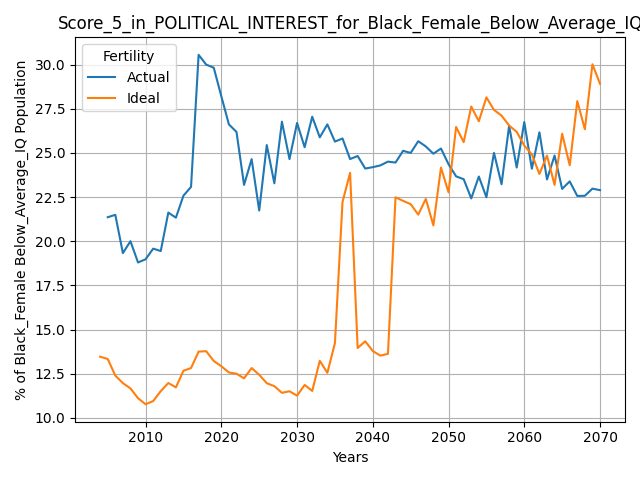 Score_5_in_POLITICAL_INTEREST_for_Black_Female_Below_Average_IQ
Fertility
Actual
Ideal
% of Black_Female Below_Average_IQ Population
30.0
27.5
25.0
22.5
20.0
17.5
15.0
12.5
10.0
2010 2020 2030 2040 2050 2060 2070
Years